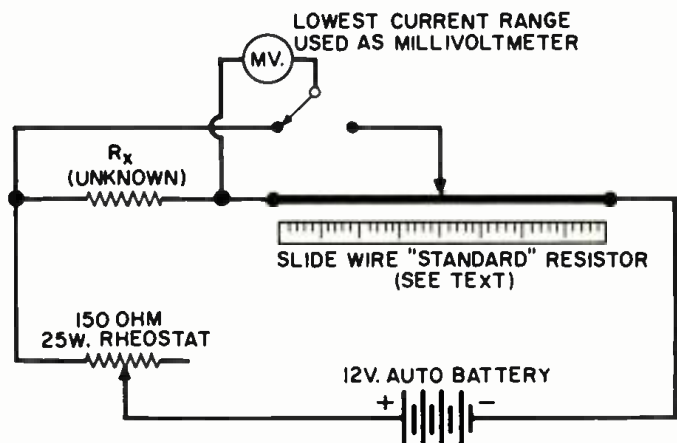 LOWEST CURRENT RANGE
USED AS MILLIVOLTMETER
MV.
Rx
(UNKNOWN)
SLIDE WIRE "STANDARD" RESISTOR
(SEE TEXT)
150 OHM
25W. RHEOSTAT
12V. AUTO BATTERY
+ −